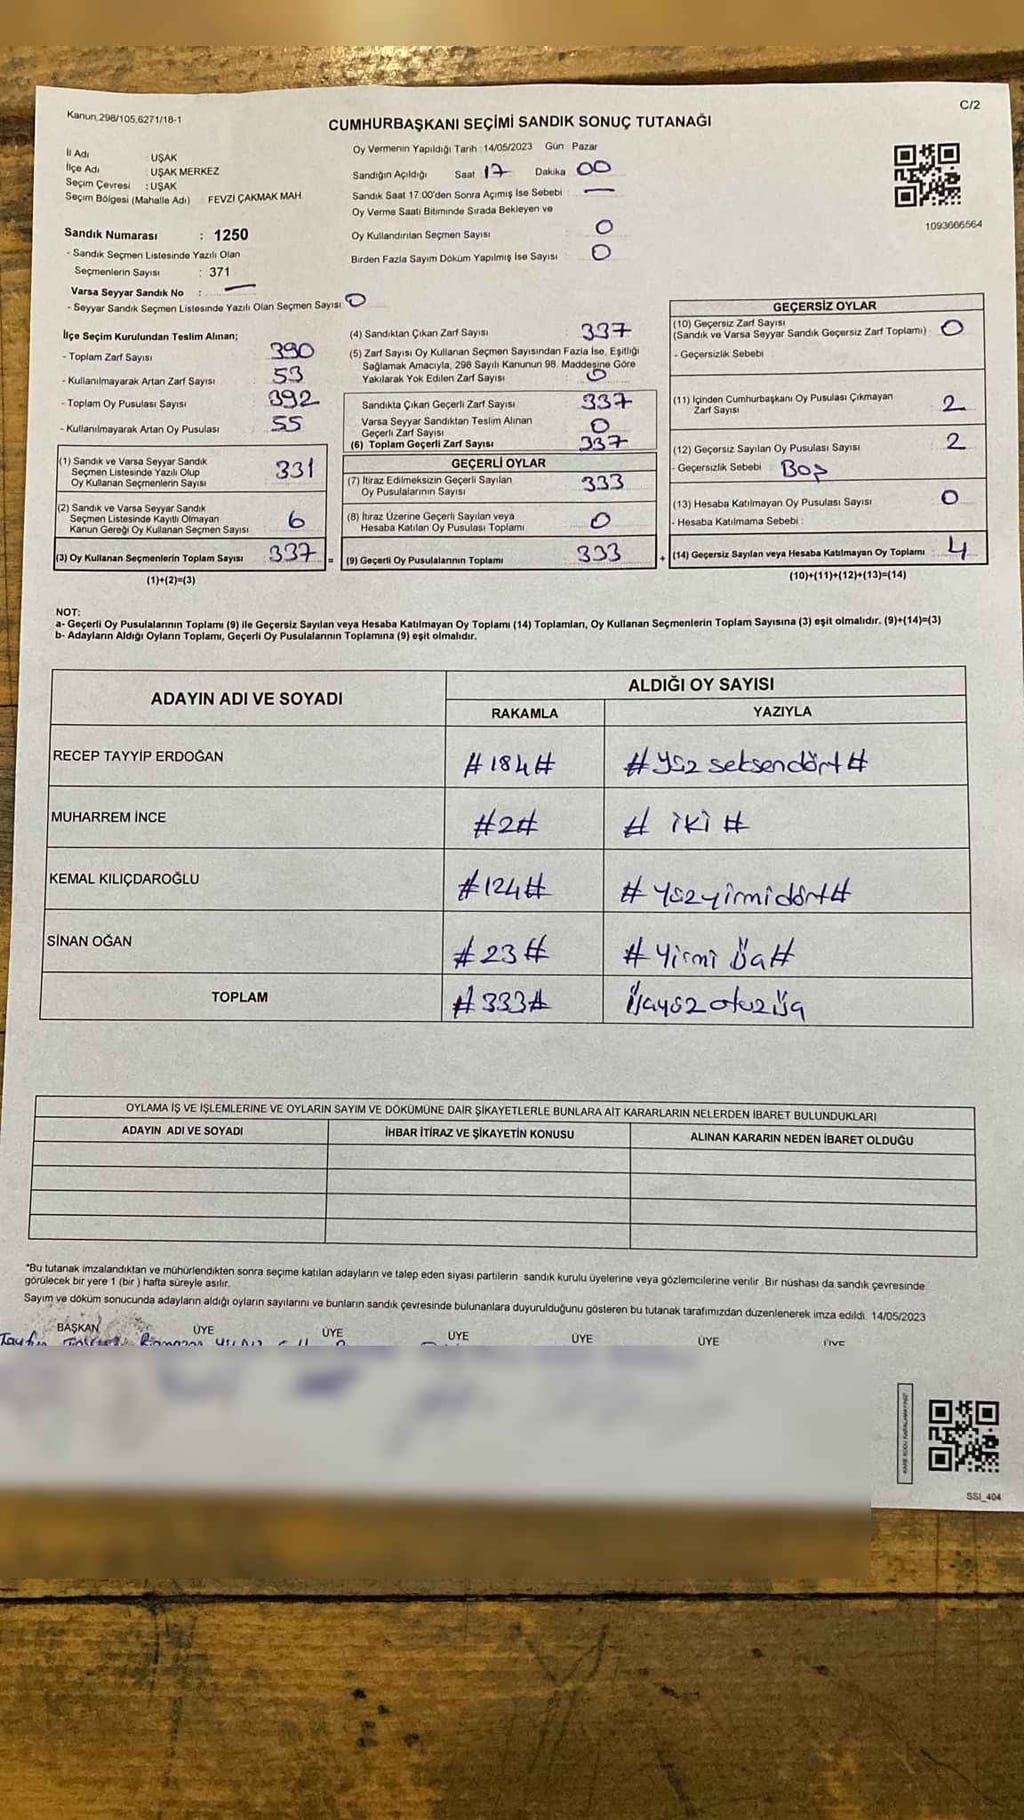 Kanun,298/105,6271/18-1
C/2
CUMHURBAŞKANI SEÇİMİ SANDIK SONUÇ TUTANAĞI
İl Adı : UŞAK
İlçe Adı : UŞAK MERKEZ
Seçim Çevresi : UŞAK
Seçim Bölgesi (Mahalle Adı) FEVZİ ÇAKMAK MAH.
Oy Vermenin Yapıldığı Tarih :14/05/2023 Gün : Pazar
Sandığın Açıldığı Saat 17 Dakika 00
Sandık Saat 17:00'den Sonra Açımış İse Sebebi : —
Oy Verme Saati Bitiminde Sırada Bekleyen ve
Oy Kullandırılan Seçmen Sayısı 0
Birden Fazla Sayım Döküm Yapılmış İse Sayısı : 0
1093666564
Sandık Numarası : 1250
- Sandık Seçmen Listesinde Yazılı Olan
Seçmenlerin Sayısı : 371
Varsa Seyyar Sandık No : —
- Seyyar Sandık Seçmen Listesinde Yazılı Olan Seçmen Sayısı 0
İlçe Seçim Kurulundan Teslim Alınan;
- Toplam Zarf Sayısı 390
- Kullanılmayarak Artan Zarf Sayısı 53
- Toplam Oy Pusulası Sayısı 392
- Kullanılmayarak Artan Oy Pusulası 55
(1) Sandık ve Varsa Seyyar Sandık
Seçmen Listesinde Yazılı Olup
Oy Kullanan Seçmenlerin Sayısı 331
(2) Sandık ve Varsa Seyyar Sandık
Seçmen Listesinde Kayıtlı Olmayan
Kanun Gereği Oy Kullanan Seçmen Sayısı 6
(3) Oy Kullanan Seçmenlerin Toplam Sayısı 337 =
(1)+(2)=(3)
(4) Sandıktan Çıkan Zarf Sayısı 337
(5) Zarf Sayısı Oy Kullanan Seçmen Sayısından Fazla İse, Eşitliği
Sağlamak Amacıyla, 298 Sayılı Kanunun 98. Maddesine Göre
Yakılarak Yok Edilen Zarf Sayısı 0
Sandıkta Çıkan Geçerli Zarf Sayısı 337
Varsa Seyyar Sandıktan Teslim Alınan
Geçerli Zarf Sayısı 0
(6) Toplam Geçerli Zarf Sayısı 337
GEÇERLİ OYLAR
(7) İtiraz Edilmeksizin Geçerli Sayılan
Oy Pusulalarının Sayısı 333
(8) İtiraz Üzerine Geçerli Sayılan veya
Hesaba Katılan Oy Pusulası Toplamı 0
(9) Geçerli Oy Pusulalarının Toplamı 333 +
GEÇERSİZ OYLAR
(10) Geçersiz Zarf Sayısı
(Sandık ve Varsa Seyyar Sandık Geçersiz Zarf Toplamı) : 0
- Geçersizlik Sebebi
(11) İçinden Cumhurbaşkanı Oy Pusulası Çıkmayan
Zarf Sayısı 2
(12) Geçersiz Sayılan Oy Pusulası Sayısı 2
- Geçersizlik Sebebi Boş
(13) Hesaba Katılmayan Oy Pusulası Sayısı 0
- Hesaba Katılmama Sebebi :
(14) Geçersiz Sayılan veya Hesaba Katılmayan Oy Toplamı : 4
(10)+(11)+(12)+(13)=(14)
NOT:
a- Geçerli Oy Pusulalarının Toplamı (9) ile Geçersiz Sayılan veya Hesaba Katılmayan Oy Toplamı (14) Toplamları, Oy Kullanan Seçmenlerin Toplam Sayısına (3) eşit olmalıdır. (9)+(14)=(3)
b- Adayların Aldığı Oyların Toplamı, Geçerli Oy Pusulalarının Toplamına (9) eşit olmalıdır.
ADAYIN ADI VE SOYADI
ALDIĞI OY SAYISI
RAKAMLA YAZIYLA
RECEP TAYYİP ERDOĞAN #184# #Yüz seksendört#
MUHARREM İNCE #2# # iki #
KEMAL KILIÇDAROĞLU #124# # Yüzyirmidört#
SİNAN OĞAN #23# # Yirmi üç#
TOPLAM #333# üçyüz otuzüç
OYLAMA İŞ VE İŞLEMLERİNE VE OYLARIN SAYIM VE DÖKÜMÜNE DAİR ŞİKAYETLERLE BUNLARA AİT KARARLARIN NELERDEN İBARET BULUNDUKLARI
ADAYIN ADI VE SOYADI İHBAR İTİRAZ VE ŞİKAYETİN KONUSU ALINAN KARARIN NEDEN İBARET OLDUĞU
*Bu tutanak imzalandıktan ve mühürlendikten sonra seçime katılan adayların ve talep eden siyasi partilerin sandık kurulu üyelerine veya gözlemcilerine verilir .Bir nüshası da sandık çevresinde
görülecek bir yere 1 (bir ) hafta süreyle asılır.
Sayım ve döküm sonucunda adayların aldığı oyların sayılarını ve bunların sandık çevresinde bulunanlara duyurulduğunu gösteren bu tutanak tarafımızdan düzenlenerek imza edildi. 14/05/2023
BAŞKAN ÜYE ÜYE ÜYE ÜYE ÜYE ÜYE
SSI_404